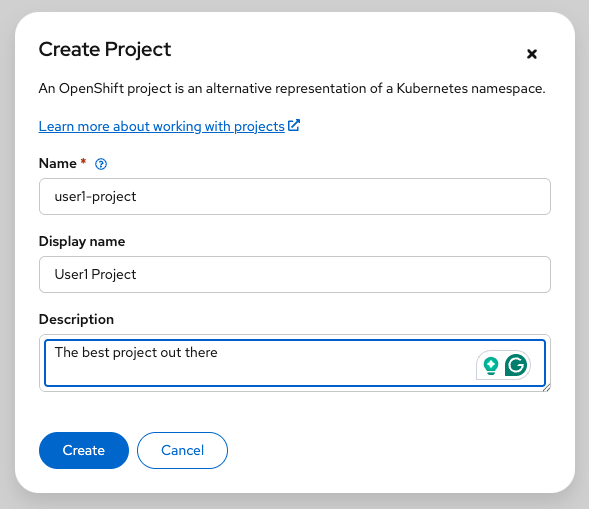 Create Project
An OpenShift project is an alternative representation of a Kubernetes namespace.
Learn more about working with projects
Name *
user1-project
Display name
User1 Project
Description
The best project out there
Create
Cancel